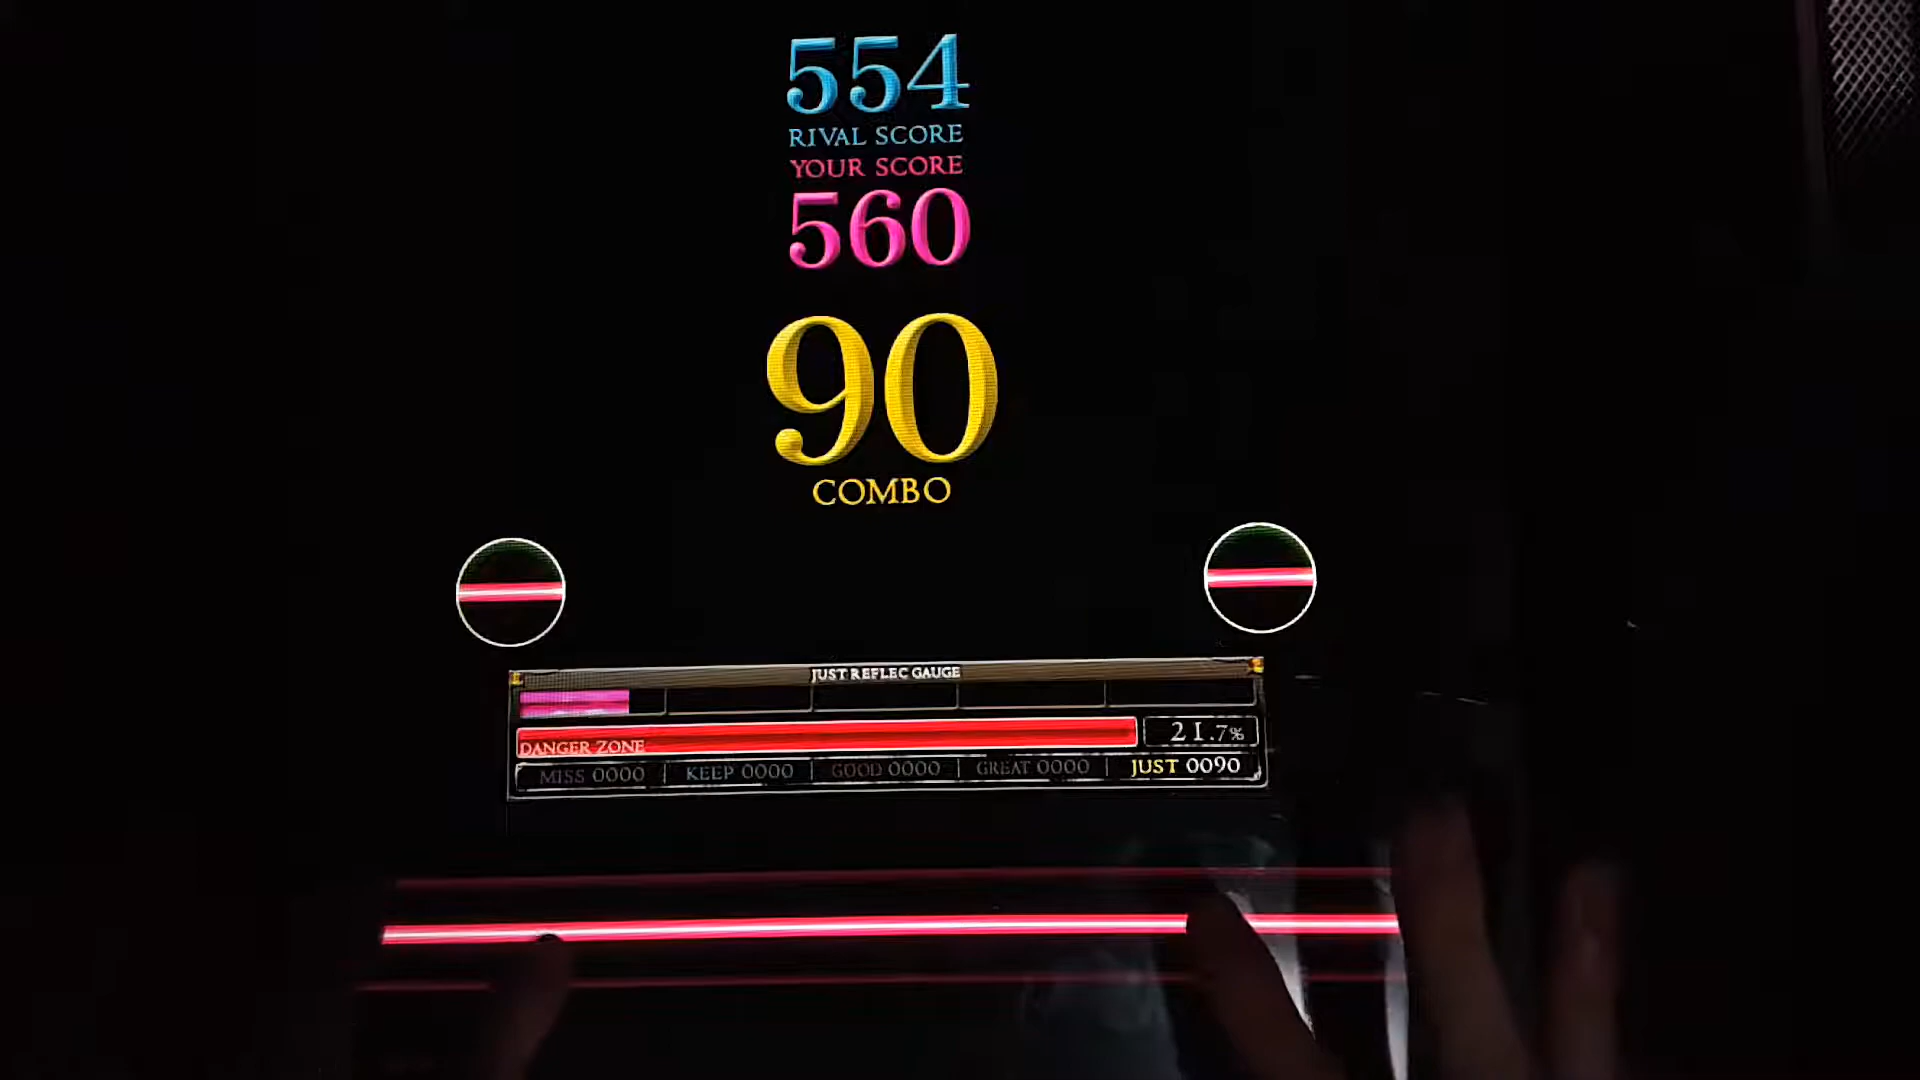 554
RIVAL SCORE
YOUR SCORE
560
90
COMBO
JUST REFLEC GAUGE
DANGER ZONE 21.7%
MISS 0000 KEEP 0000 GOOD 0000 GREAT 0000 JUST 0090